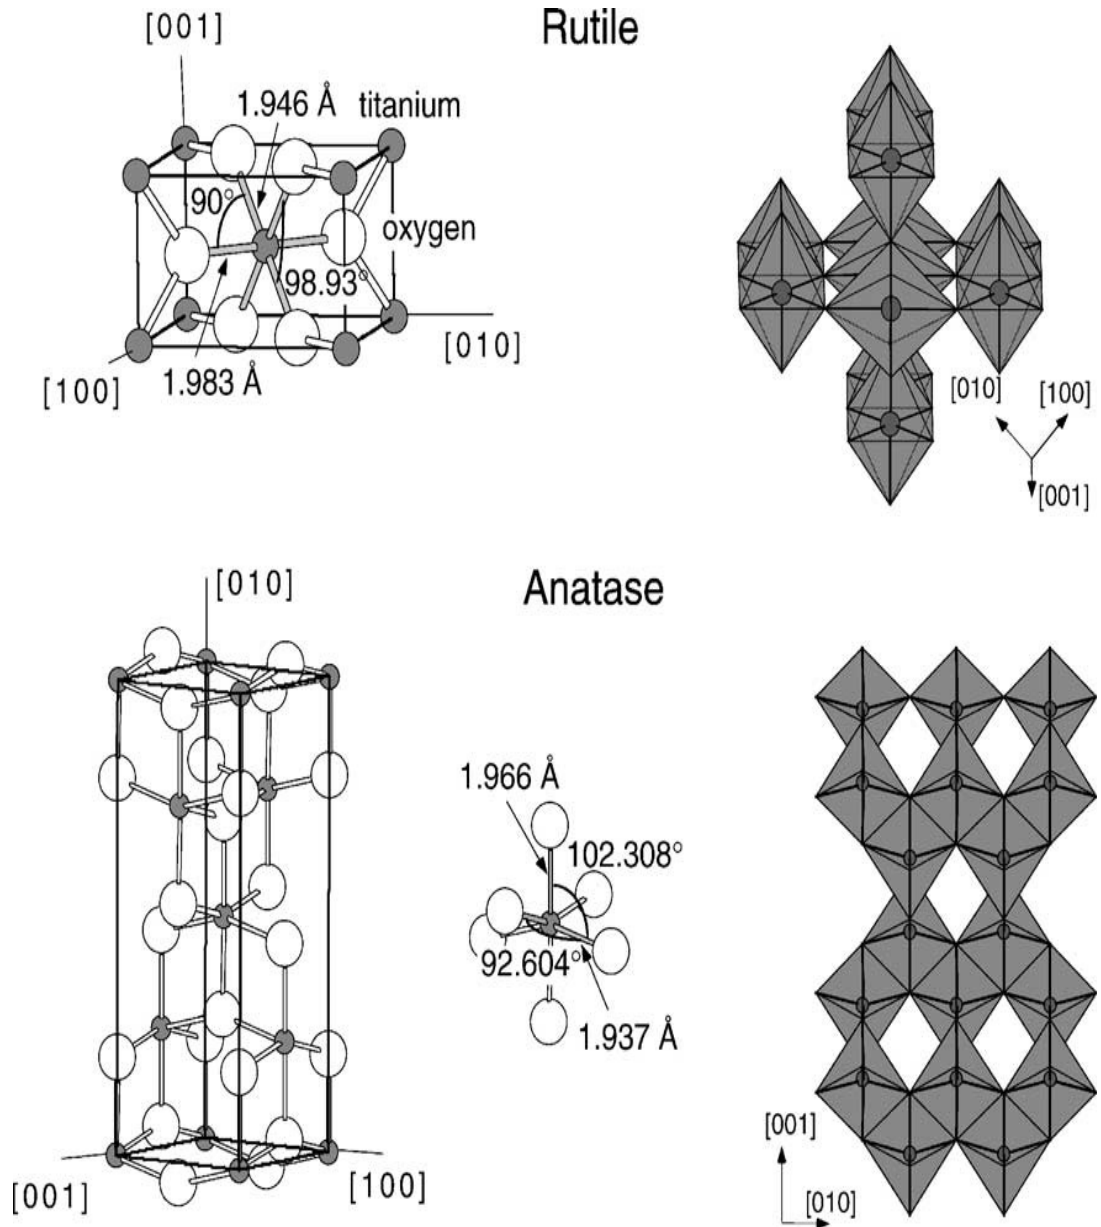 Rutile
[001]
1.946 Å
titanium
90°
oxygen
98.93°
[010]
[100]
1.983 Å
[010]
[100]
[001]
Anatase
[010]
1.966 Å
102.308°
92.604°
1.937 Å
[001]
[100]
[001]
[010]